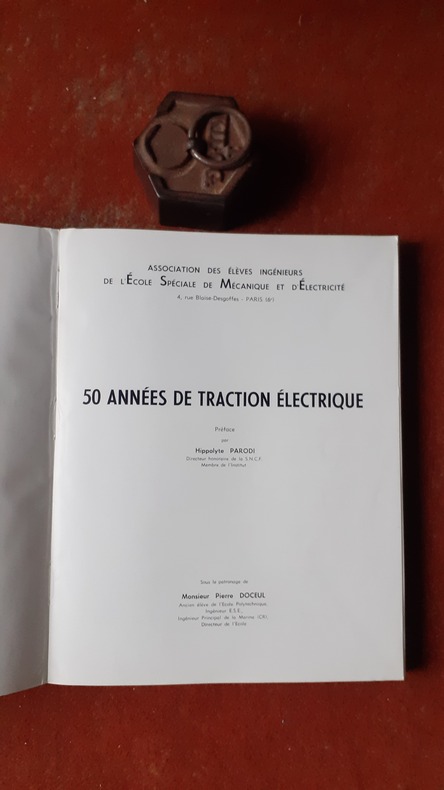 ASSOCIATION DES ÉLÈVES INGÉNIEURS
DE L'ÉCOLE SPÉCIALE DE MÉCANIQUE ET D'ÉLECTRICITÉ
4, rue Blaise-Desgoffes - PARIS (6e)
50 ANNÉES DE TRACTION ÉLECTRIQUE
Préface
par
Hippolyte PARODI
Directeur honoraire de la S.N.C.F.
Membre de l'Institut
Sous le patronage de
Monsieur Pierre DOCEUL
Ancien élève de l'École Polytechnique,
Ingénieur E.S.E.,
Ingénieur Principal de la Marine (CR),
Directeur de l'École